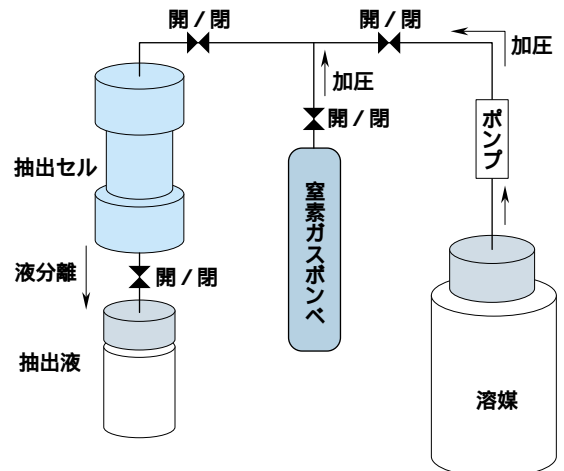 開 / 閉
開 / 閉
加圧
加圧
開 / 閉
ポンプ
抽出セル
窒素ガスボンベ
液分離
開 / 閉
抽出液
溶媒